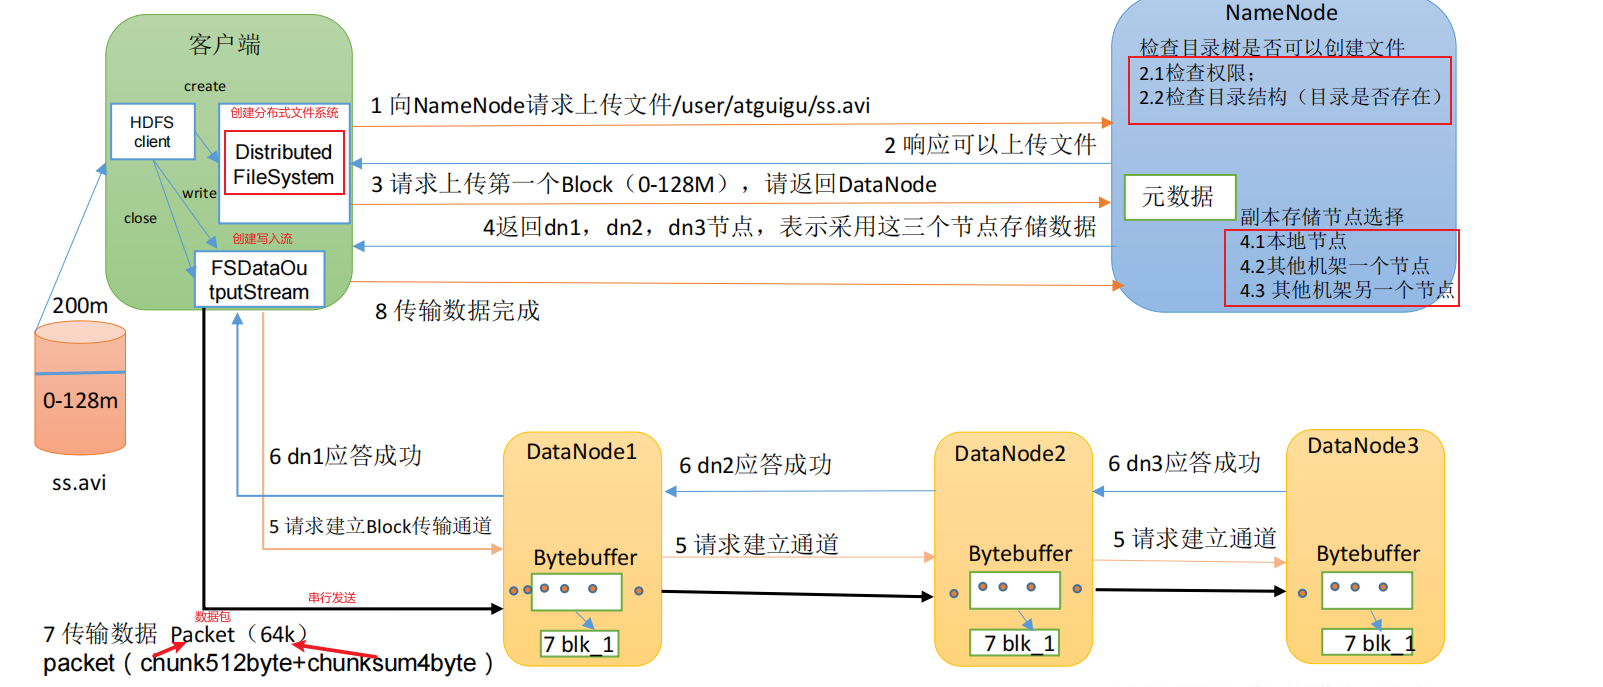 客户端
create
HDFS
client
创建分布式文件系统
Distributed
FileSystem
write
close
创建写入流
FSDataOu
tputStream
200m
0-128m
ss.avi
1 向NameNode请求上传文件/user/atguigu/ss.avi
2 响应可以上传文件
3 请求上传第一个Block（0-128M），请返回DataNode
4返回dn1，dn2，dn3节点，表示采用这三个节点存储数据
8 传输数据完成
NameNode
检查目录树是否可以创建文件
2.1检查权限；
2.2检查目录结构（目录是否存在）
元数据
副本存储节点选择
4.1本地节点
4.2其他机架一个节点
4.3 其他机架另一个节点
6 dn1应答成功
5 请求建立Block传输通道
串行发送
数据包
7 传输数据 Packet（64k）
packet（chunk512byte+chunksum4byte）
DataNode1
Bytebuffer
7 blk_1
6 dn2应答成功
5 请求建立通道
DataNode2
Bytebuffer
7 blk_1
6 dn3应答成功
5 请求建立通道
DataNode3
Bytebuffer
7 blk_1